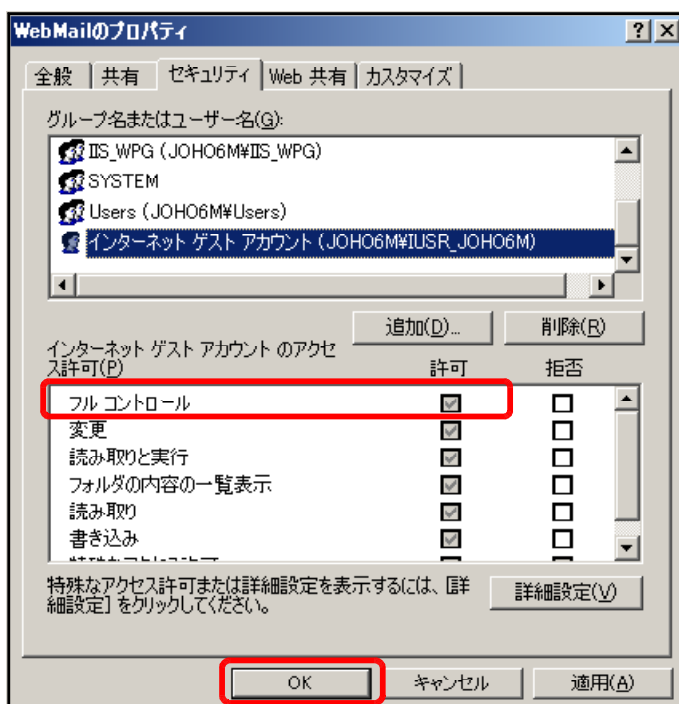 WebMailのプロパティ
? ×
全般 共有 セキュリティ Web 共有 カスタマイズ
グループ名またはユーザー名(G):
IIS_WPG (JOHO6M¥IIS_WPG)
SYSTEM
Users (JOHO6M¥Users)
インターネット ゲスト アカウント (JOHO6M¥IUSR_JOHO6M)
追加(D)... 削除(R)
インターネット ゲスト アカウント のアクセ
ス許可(P) 許可 拒否
フル コントロール
変更
読み取りと実行
フォルダの内容の一覧表示
読み取り
書き込み
特殊なアクセス許可または詳細設定を表示するには、[詳
細設定] をクリックしてください。
詳細設定(V)
OK キャンセル 適用(A)